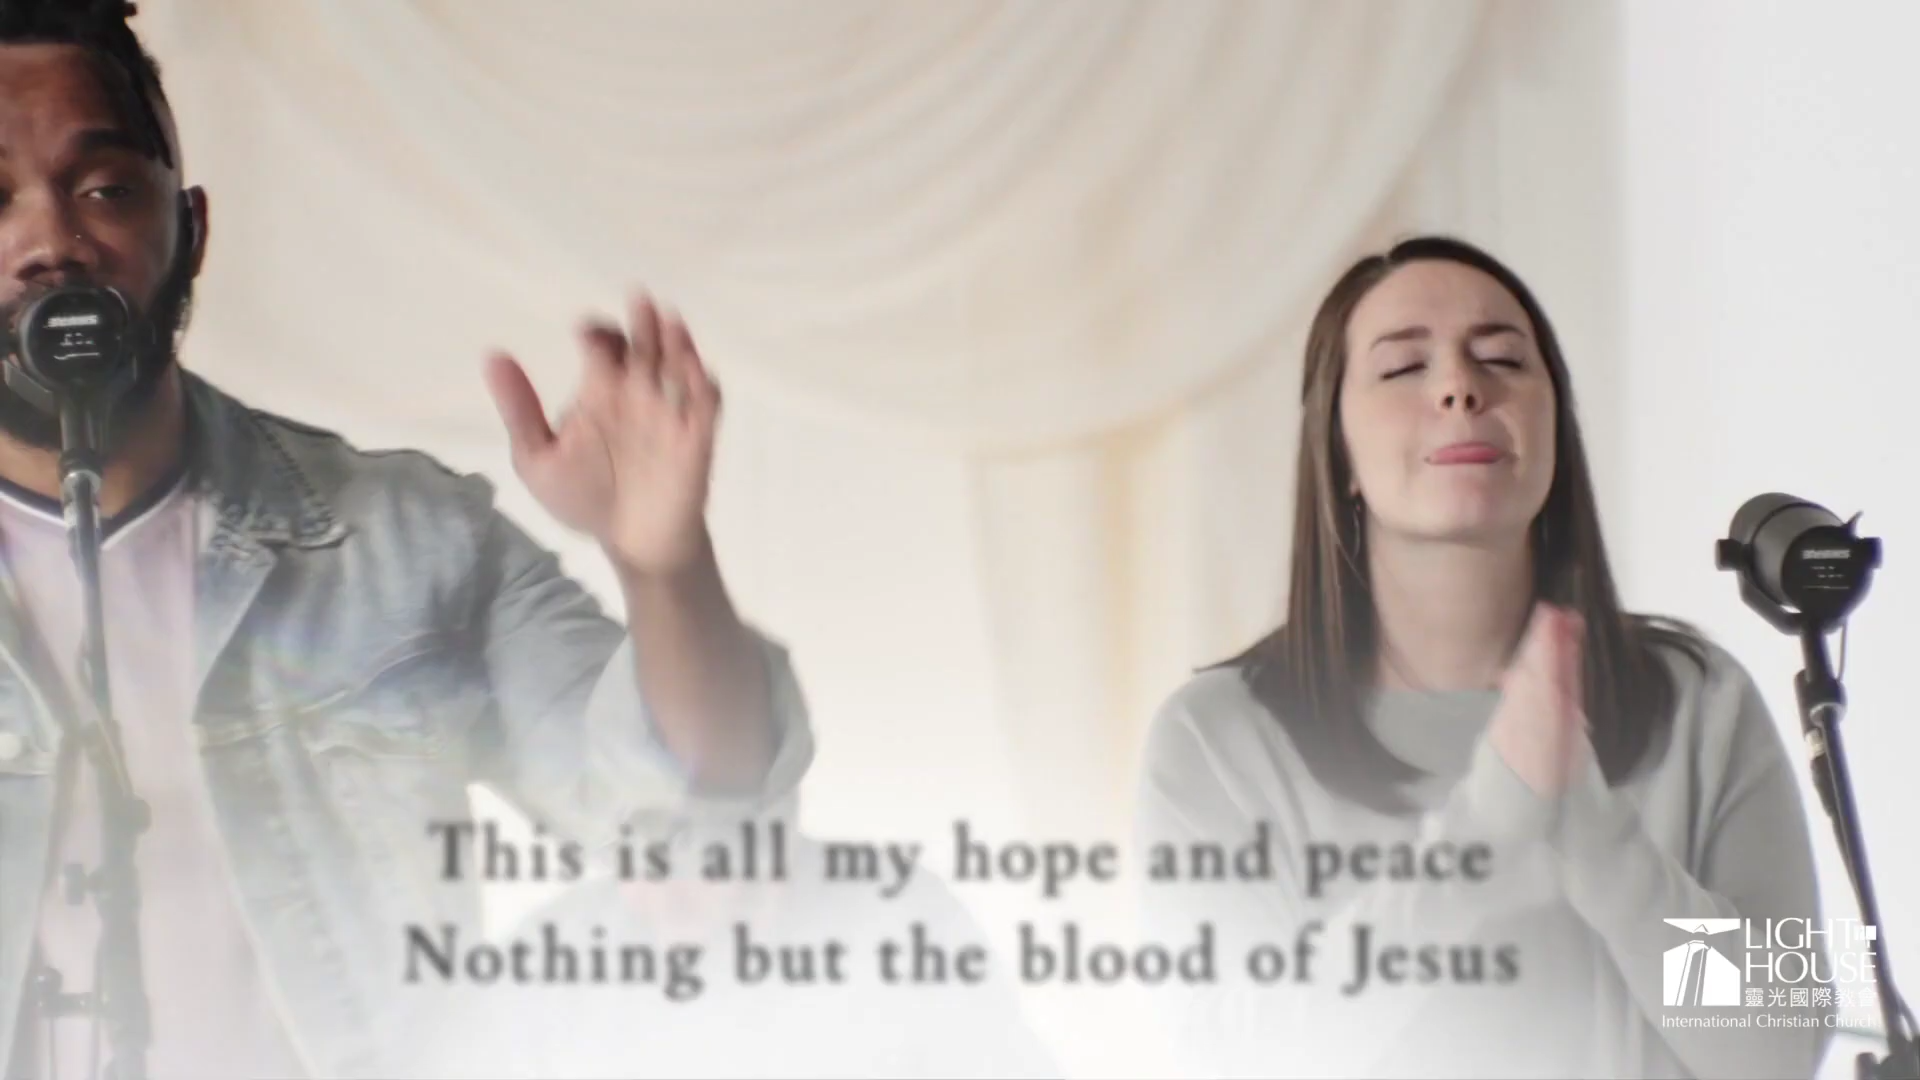 This is all my hope and peace
Nothing but the blood of Jesus
LIGHT
HOUSE
靈光國際教會
International Christian Church